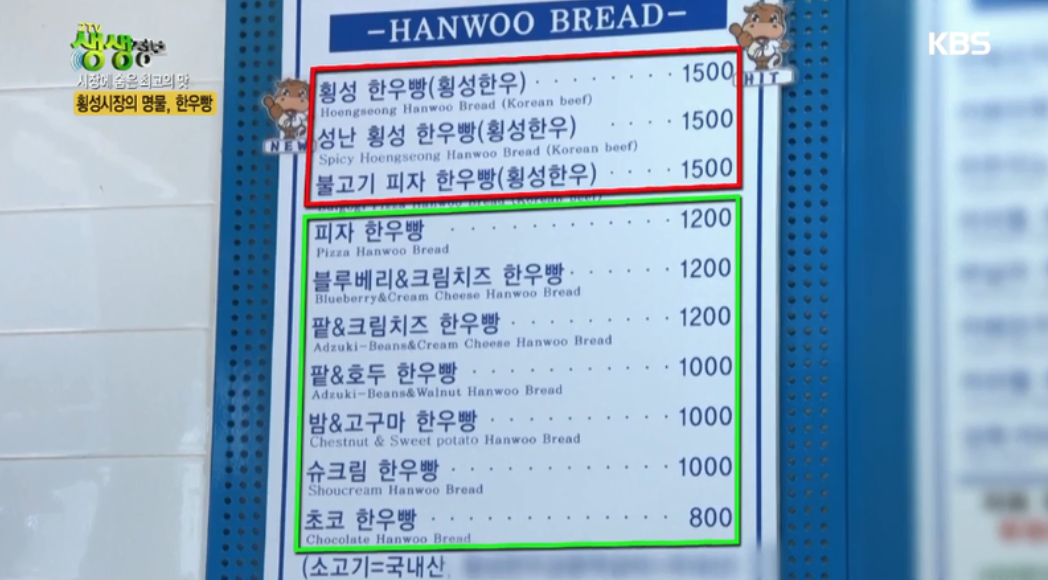 2TV
생생정보
시장에 숨은 최고의 맛
횡성시장의 명물, 한우빵
KBS
-HANWOO BREAD-
HIT
NEW
횡성 한우빵(횡성한우) 1500
Hoengseong Hanwoo Bread (Korean beef)
성난 횡성 한우빵(횡성한우) 1500
Spicy Hoengseong Hanwoo Bread (Korean beef)
불고기 피자 한우빵(횡성한우) 1500
Bulgogi Pizza Hanwoo Bread (Korean beef)
피자 한우빵 1200
Pizza Hanwoo Bread
블루베리&크림치즈 한우빵 1200
Blueberry&Cream Cheese Hanwoo Bread
팥&크림치즈 한우빵 1200
Adzuki-Beans&Cream Cheese Hanwoo Bread
팥&호두 한우빵 1000
Adzuki-Beans&Walnut Hanwoo Bread
밤&고구마 한우빵 1000
Chestnut & Sweet potato Hanwoo Bread
슈크림 한우빵 1000
Shoucream Hanwoo Bread
초코 한우빵 800
Chocolate Hanwoo Bread
(소고기=국내산